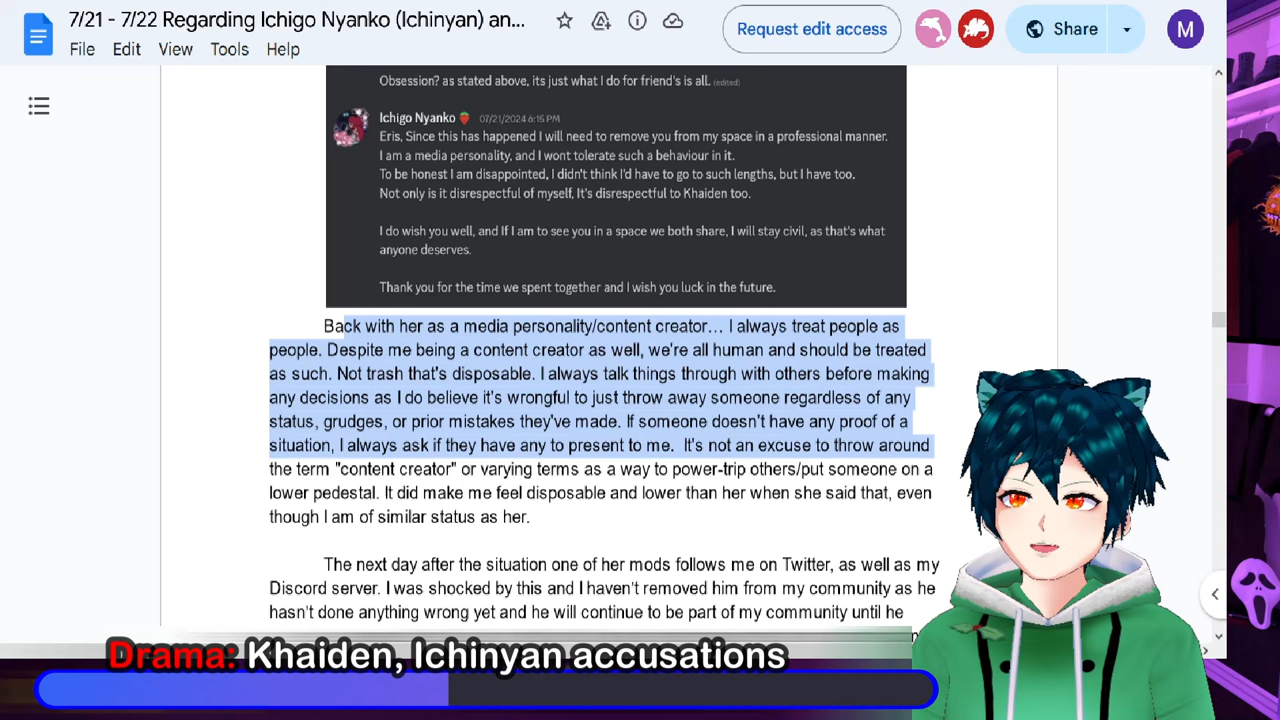 7/21 - 7/22 Regarding Ichigo Nyanko (Ichinyan) an...
Request edit access
Share
M
File Edit View Tools Help
Obsession? as stated above, its just what I do for friend's is all. (edited)
Ichigo Nyanko 07/21/2024 6:15 PM
Eris, Since this has happened I will need to remove you from my space in a professional manner.
I am a media personality, and I wont tolerate such a behaviour in it.
To be honest I am disappointed, I didn't think I'd have to go to such lengths, but I have too.
Not only is it disrespectful of myself, It's disrespectful to Khaiden too.
I do wish you well, and If I am to see you in a space we both share, I will stay civil, as that's what
anyone deserves.
Thank you for the time we spent together and I wish you luck in the future.
Back with her as a media personality/content creator… I always treat people as
people. Despite me being a content creator as well, we're all human and should be treated
as such. Not trash that's disposable. I always talk things through with others before making
any decisions as I do believe it's wrongful to just throw away someone regardless of any
status, grudges, or prior mistakes they've made. If someone doesn't have any proof of a
situation, I always ask if they have any to present to me. It's not an excuse to throw around
the term "content creator" or varying terms as a way to power-trip others/put someone on a
lower pedestal. It did make me feel disposable and lower than her when she said that, even
though I am of similar status as her.
The next day after the situation one of her mods follows me on Twitter, as well as my
Discord server. I was shocked by this and I haven't removed him from my community as he
hasn't done anything wrong yet and he will continue to be part of my community until he
Drama: Khaiden, Ichinyan accusations